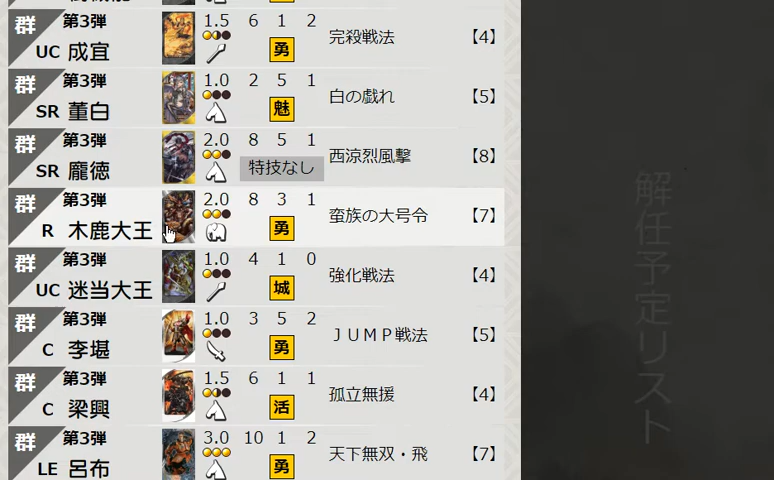 群 第3弾 1.5 6 1 2
UC 成宜 勇 完殺戦法 【4】
群 第3弾 1.0 2 5 1
SR 董白 魅 白の戯れ 【5】
群 第3弾 2.0 8 5 1
SR 龐徳 特技なし 西涼烈風撃 【8】
群 第3弾 2.0 8 3 1
R 木鹿大王 勇 蛮族の大号令 【7】
群 第3弾 1.0 4 1 0
UC 迷当大王 城 強化戦法 【4】
群 第3弾 1.0 3 5 2
C 李堪 勇 ＪＵＭＰ戦法 【5】
群 第3弾 1.5 6 1 1
C 梁興 活 孤立無援 【4】
群 第3弾 3.0 10 1 2
LE 呂布 勇 天下無双・飛 【7】
解任予定リスト